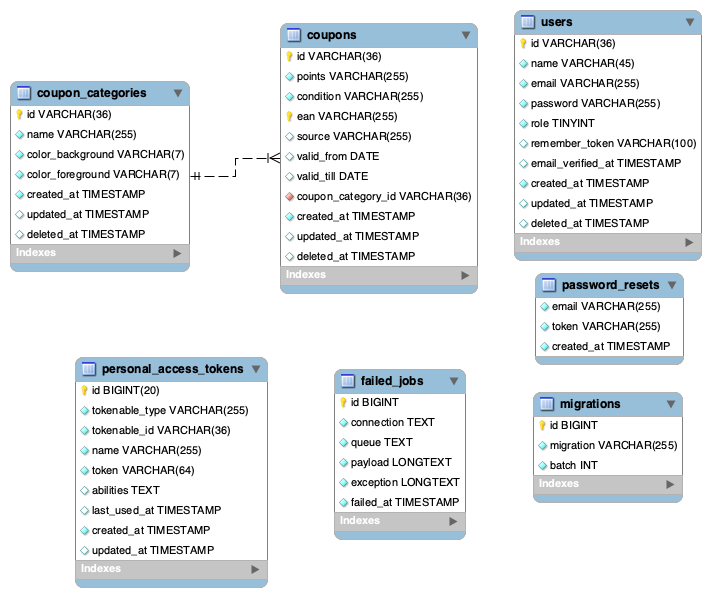 coupon_categories
id VARCHAR(36)
name VARCHAR(255)
color_background VARCHAR(7)
color_foreground VARCHAR(7)
created_at TIMESTAMP
updated_at TIMESTAMP
deleted_at TIMESTAMP
Indexes
coupons
id VARCHAR(36)
points VARCHAR(255)
condition VARCHAR(255)
ean VARCHAR(255)
source VARCHAR(255)
valid_from DATE
valid_till DATE
coupon_category_id VARCHAR(36)
created_at TIMESTAMP
updated_at TIMESTAMP
deleted_at TIMESTAMP
Indexes
users
id VARCHAR(36)
name VARCHAR(45)
email VARCHAR(255)
password VARCHAR(255)
role TINYINT
remember_token VARCHAR(100)
email_verified_at TIMESTAMP
created_at TIMESTAMP
updated_at TIMESTAMP
deleted_at TIMESTAMP
Indexes
password_resets
email VARCHAR(255)
token VARCHAR(255)
created_at TIMESTAMP
personal_access_tokens
id BIGINT(20)
tokenable_type VARCHAR(255)
tokenable_id VARCHAR(36)
name VARCHAR(255)
token VARCHAR(64)
abilities TEXT
last_used_at TIMESTAMP
created_at TIMESTAMP
updated_at TIMESTAMP
Indexes
failed_jobs
id BIGINT
connection TEXT
queue TEXT
payload LONGTEXT
exception LONGTEXT
failed_at TIMESTAMP
Indexes
migrations
id BIGINT
migration VARCHAR(255)
batch INT
Indexes